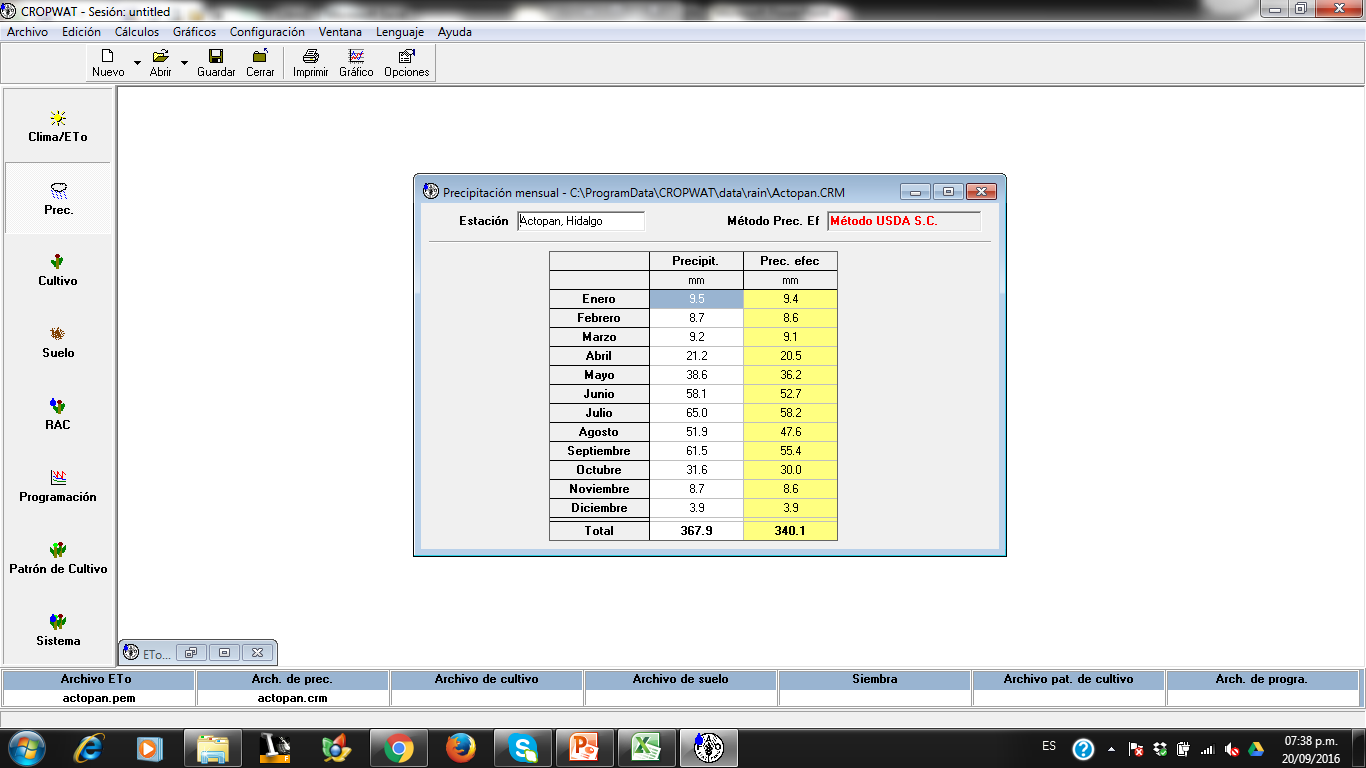 CROPWAT - Sesión: untitled
Archivo Edición Cálculos Gráficos Configuración Ventana Lenguaje Ayuda
Nuevo Abrir Guardar Cerrar Imprimir Gráfico Opciones
Clima/ETo
Prec.
Cultivo
Suelo
RAC
Programación
Patrón de Cultivo
Sistema
Precipitación mensual - C:\ProgramData\CROPWAT\data\rain\Actopan.CRM
Estación Actopan, Hidalgo Método Prec. Ef Método USDA S.C.
Precipit. Prec. efec
mm mm
Enero 9.5 9.4
Febrero 8.7 8.6
Marzo 9.2 9.1
Abril 21.2 20.5
Mayo 38.6 36.2
Junio 58.1 52.7
Julio 65.0 58.2
Agosto 51.9 47.6
Septiembre 61.5 55.4
Octubre 31.6 30.0
Noviembre 8.7 8.6
Diciembre 3.9 3.9
Total 367.9 340.1
ETo...
Archivo ETo Arch. de prec. Archivo de cultivo Archivo de suelo Siembra Archivo pat. de cultivo Arch. de progra.
actopan.pem actopan.crm
ES 07:38 p.m.
20/09/2016